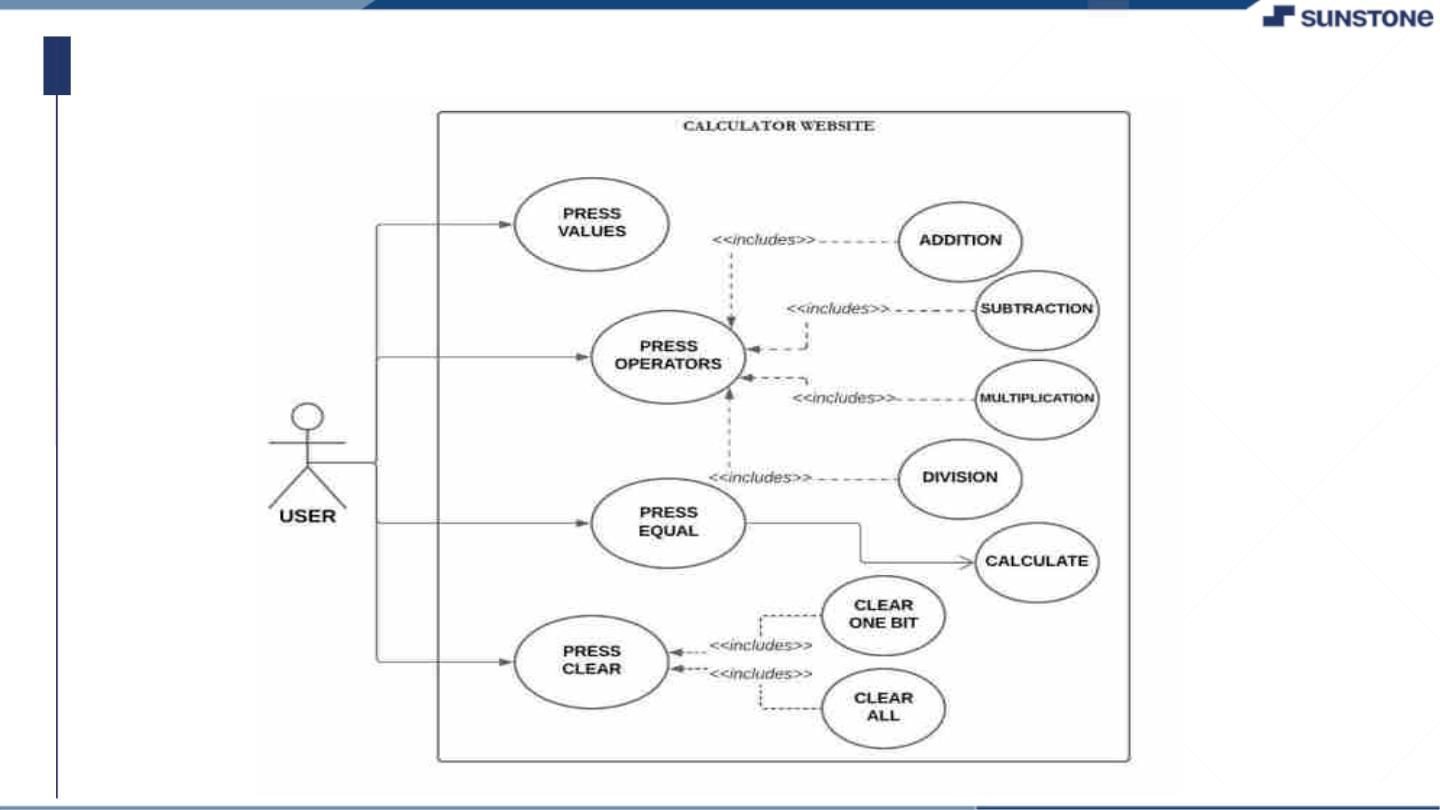 SUNSTONE
CALCULATOR WEBSITE
PRESS
VALUES
<<includes>>
ADDITION
<<includes>>
SUBTRACTION
PRESS
OPERATORS
<<includes>>
MULTIPLICATION
<<includes>>
DIVISION
USER
PRESS
EQUAL
CALCULATE
CLEAR
ONE BIT
<<includes>>
PRESS
CLEAR
<<includes>>
CLEAR
ALL